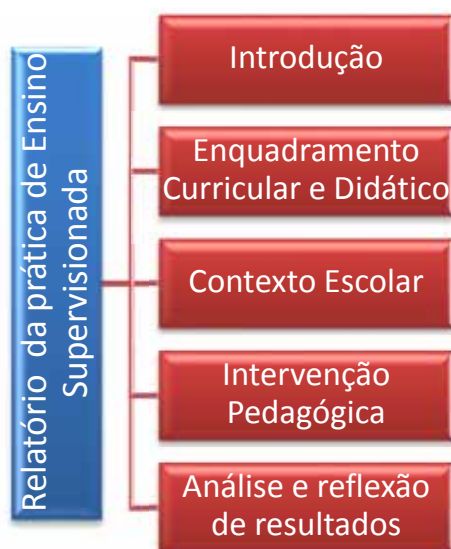 Relatório da prática de Ensino
Supervisionada
Introdução
Enquadramento
Curricular e Didático
Contexto Escolar
Intervenção
Pedagógica
Análise e reflexão
de resultados